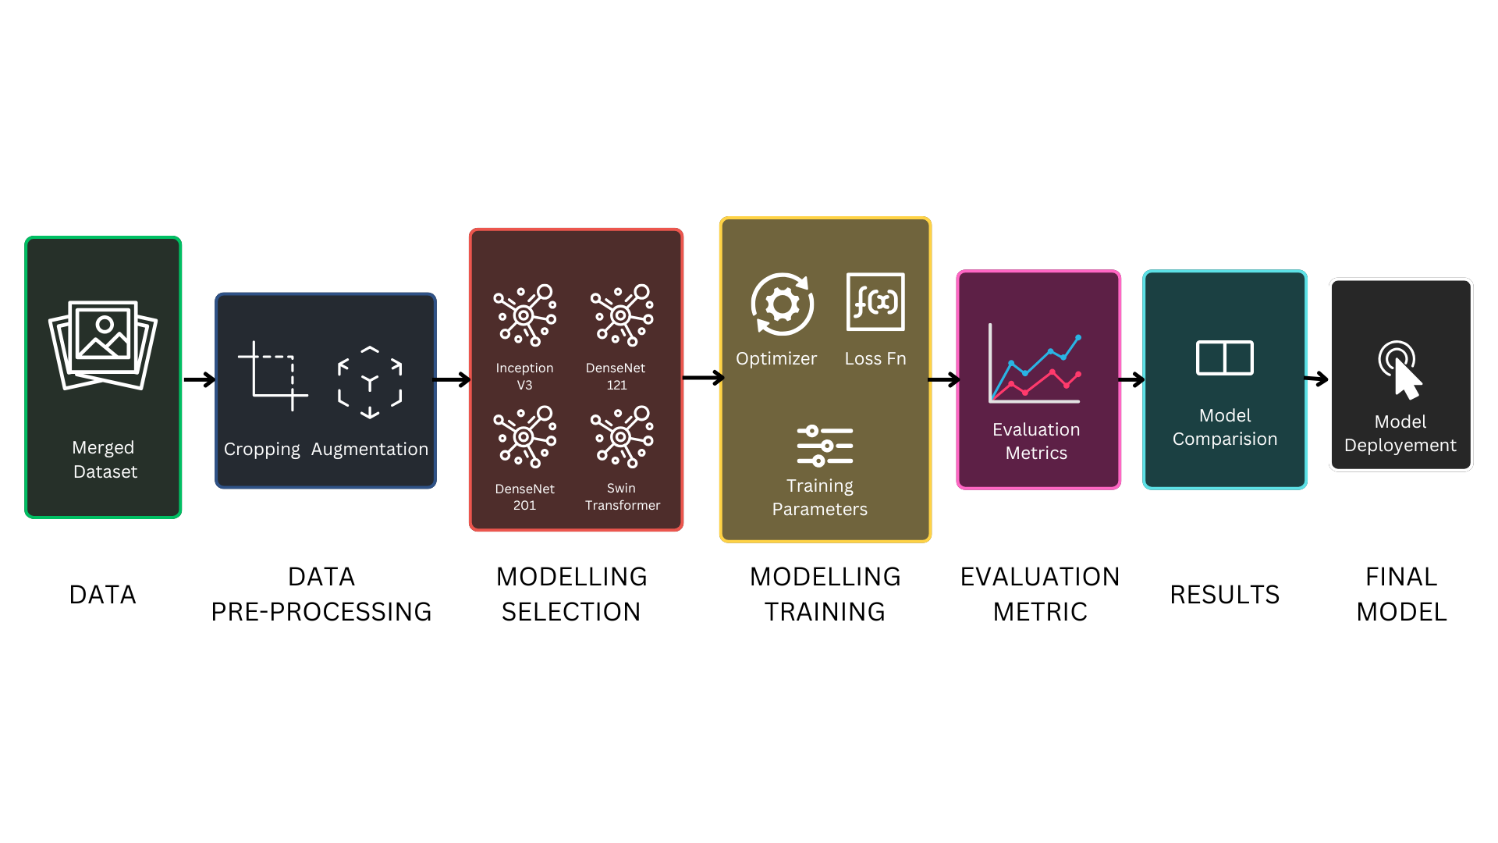 Merged
Dataset
Cropping
Augmentation
Inception
V3
DenseNet
121
DenseNet
201
Swin
Transformer
Optimizer
f(x)
Loss Fn
Training
Parameters
Evaluation
Metrics
Model
Comparision
Model
Deployement
DATA
DATA
PRE-PROCESSING
MODELLING
SELECTION
MODELLING
TRAINING
EVALUATION
METRIC
RESULTS
FINAL
MODEL